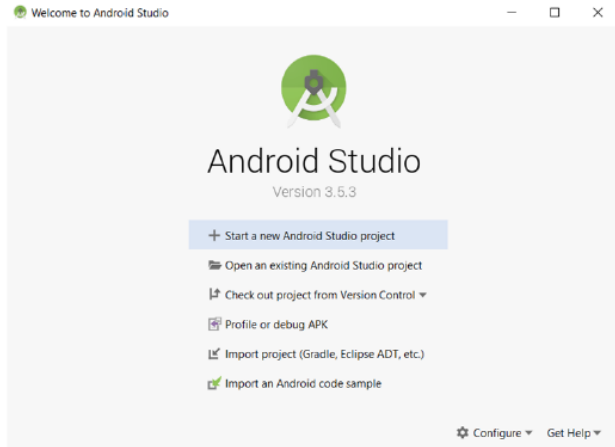 Welcome to Android Studio
Android Studio
Version 3.5.3
Start a new Android Studio project
Open an existing Android Studio project
Check out project from Version Control
Profile or debug APK
Import project (Gradle, Eclipse ADT, etc.)
Import an Android code sample
Configure Get Help